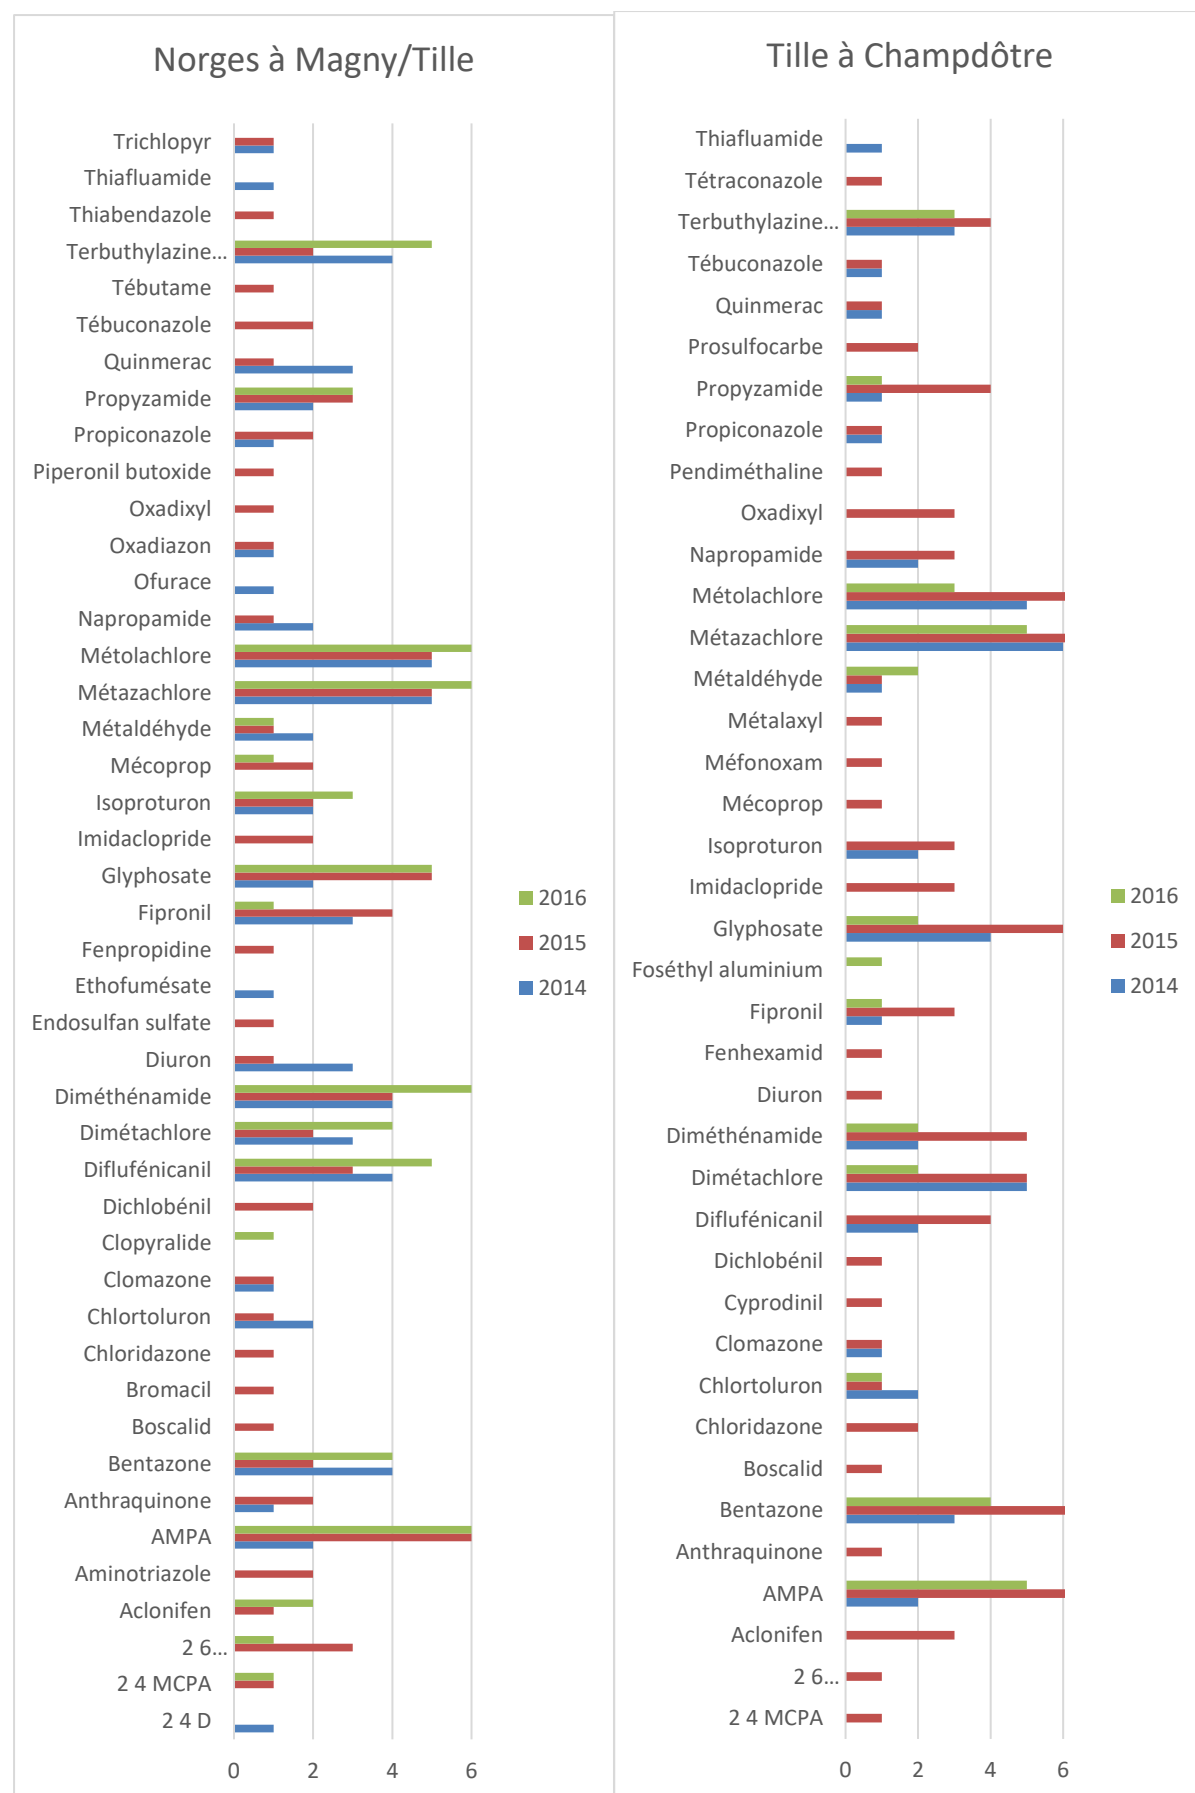 Norges à Magny/Tille
Trichlopyr
Thiafluamide
Thiabendazole
Terbuthylazine...
Tébutame
Tébuconazole
Quinmerac
Propyzamide
Propiconazole
Piperonil butoxide
Oxadixyl
Oxadiazon
Ofurace
Napropamide
Métolachlore
Métazachlore
Métaldéhyde
Mécoprop
Isoproturon
Imidaclopride
Glyphosate
Fipronil
Fenpropidine
Ethofumésate
Endosulfan sulfate
Diuron
Diméthénamide
Dimétachlore
Diflufénicanil
Dichlobénil
Clopyralide
Clomazone
Chlortoluron
Chloridazone
Bromacil
Boscalid
Bentazone
Anthraquinone
AMPA
Aminotriazole
Aclonifen
2 6...
2 4 MCPA
2 4 D
0 2 4 6
2016
2015
2014
Tille à Champdôtre
Thiafluamide
Tétraconazole
Terbuthylazine...
Tébuconazole
Quinmerac
Prosulfocarbe
Propyzamide
Propiconazole
Pendiméthaline
Oxadixyl
Napropamide
Métolachlore
Métazachlore
Métaldéhyde
Métalaxyl
Méfonoxam
Mécoprop
Isoproturon
Imidaclopride
Glyphosate
Foséthyl aluminium
Fipronil
Fenhexamid
Diuron
Diméthénamide
Dimétachlore
Diflufénicanil
Dichlobénil
Cyprodinil
Clomazone
Chlortoluron
Chloridazone
Boscalid
Bentazone
Anthraquinone
AMPA
Aclonifen
2 6...
2 4 MCPA
0 2 4 6
2016
2015
2014